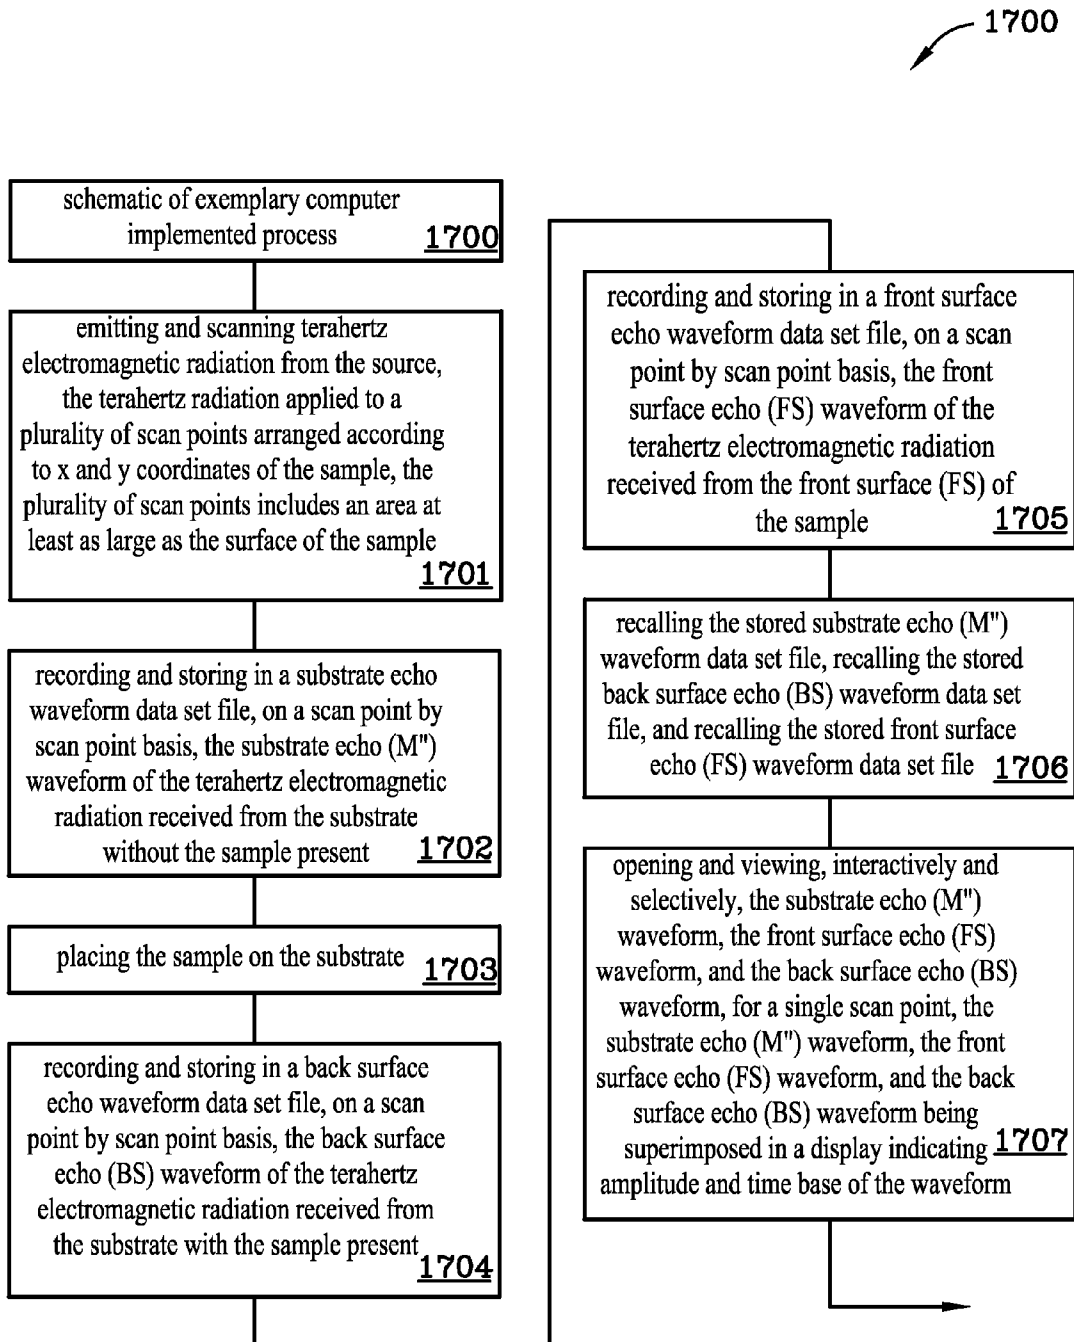 1700
schematic of exemplary computer
implemented process 1700
emitting and scanning terahertz
electromagnetic radiation from the source,
the terahertz radiation applied to a
plurality of scan points arranged according
to x and y coordinates of the sample, the
plurality of scan points includes an area at
least as large as the surface of the sample
1701
recording and storing in a substrate echo
waveform data set file, on a scan point by
scan point basis, the substrate echo (M")
waveform of the terahertz electromagnetic
radiation received from the substrate
without the sample present 1702
placing the sample on the substrate 1703
recording and storing in a back surface
echo waveform data set file, on a scan
point by scan point basis, the back surface
echo (BS) waveform of the terahertz
electromagnetic radiation received from
the substrate with the sample present 1704
recording and storing in a front surface
echo waveform data set file, on a scan
point by scan point basis, the front
surface echo (FS) waveform of the
terahertz electromagnetic radiation
received from the front surface (FS) of
the sample 1705
recalling the stored substrate echo (M")
waveform data set file, recalling the stored
back surface echo (BS) waveform data set
file, and recalling the stored front surface
echo (FS) waveform data set file 1706
opening and viewing, interactively and
selectively, the substrate echo (M")
waveform, the front surface echo (FS)
waveform, and the back surface echo (BS)
waveform, for a single scan point, the
substrate echo (M") waveform, the front
surface echo (FS) waveform, and the back
surface echo (BS) waveform being
superimposed in a display indicating 1707
amplitude and time base of the waveform